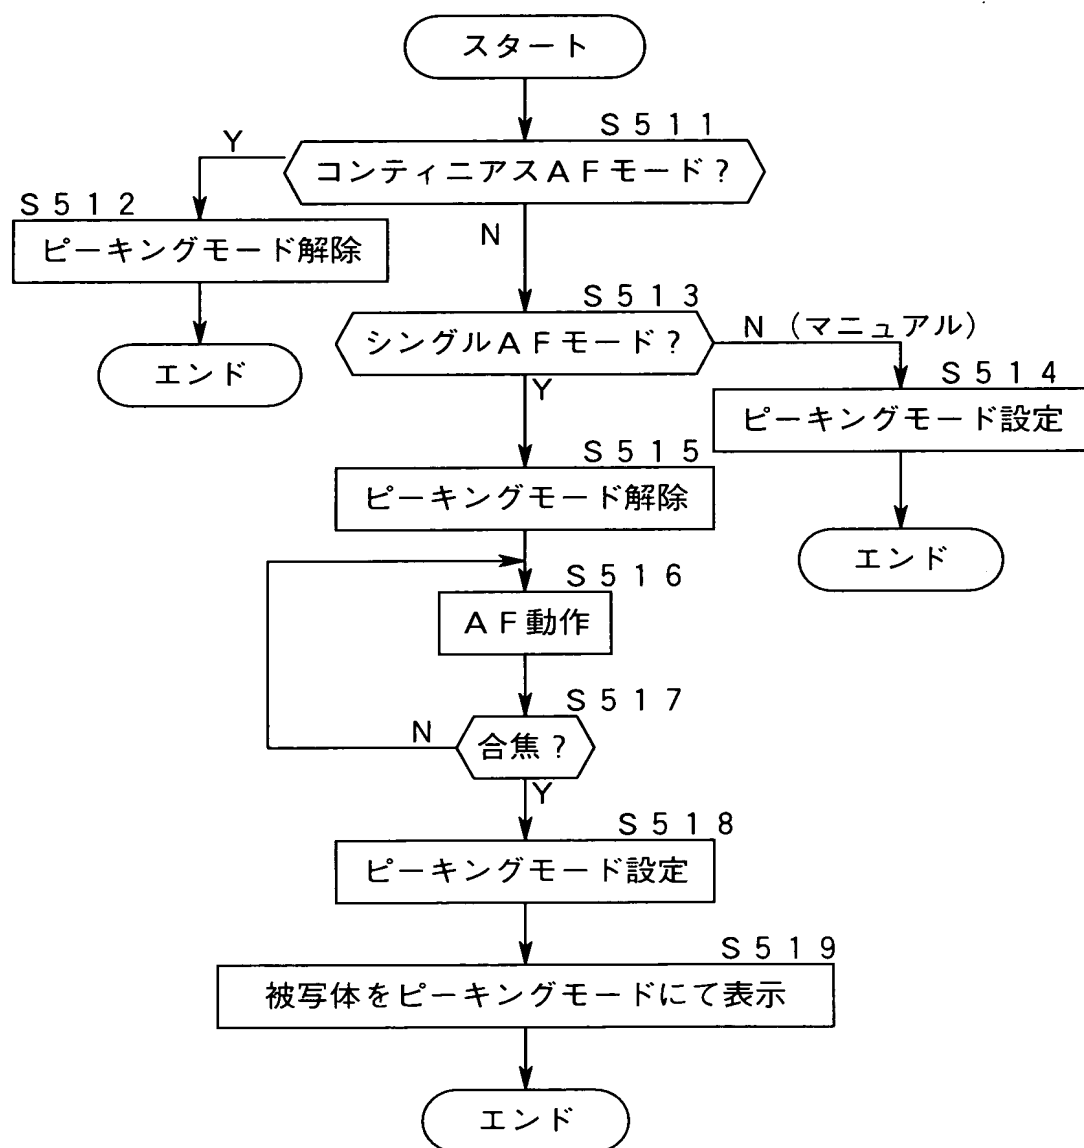 スタート
S511
コンティニアスAFモード?
Y
S512
ピーキングモード解除
エンド
N
S513
シングルAFモード?
N(マニュアル)
S514
ピーキングモード設定
エンド
Y
S515
ピーキングモード解除
S516
AF動作
S517
合焦?
N
Y
S518
ピーキングモード設定
S519
被写体をピーキングモードにて表示
エンド